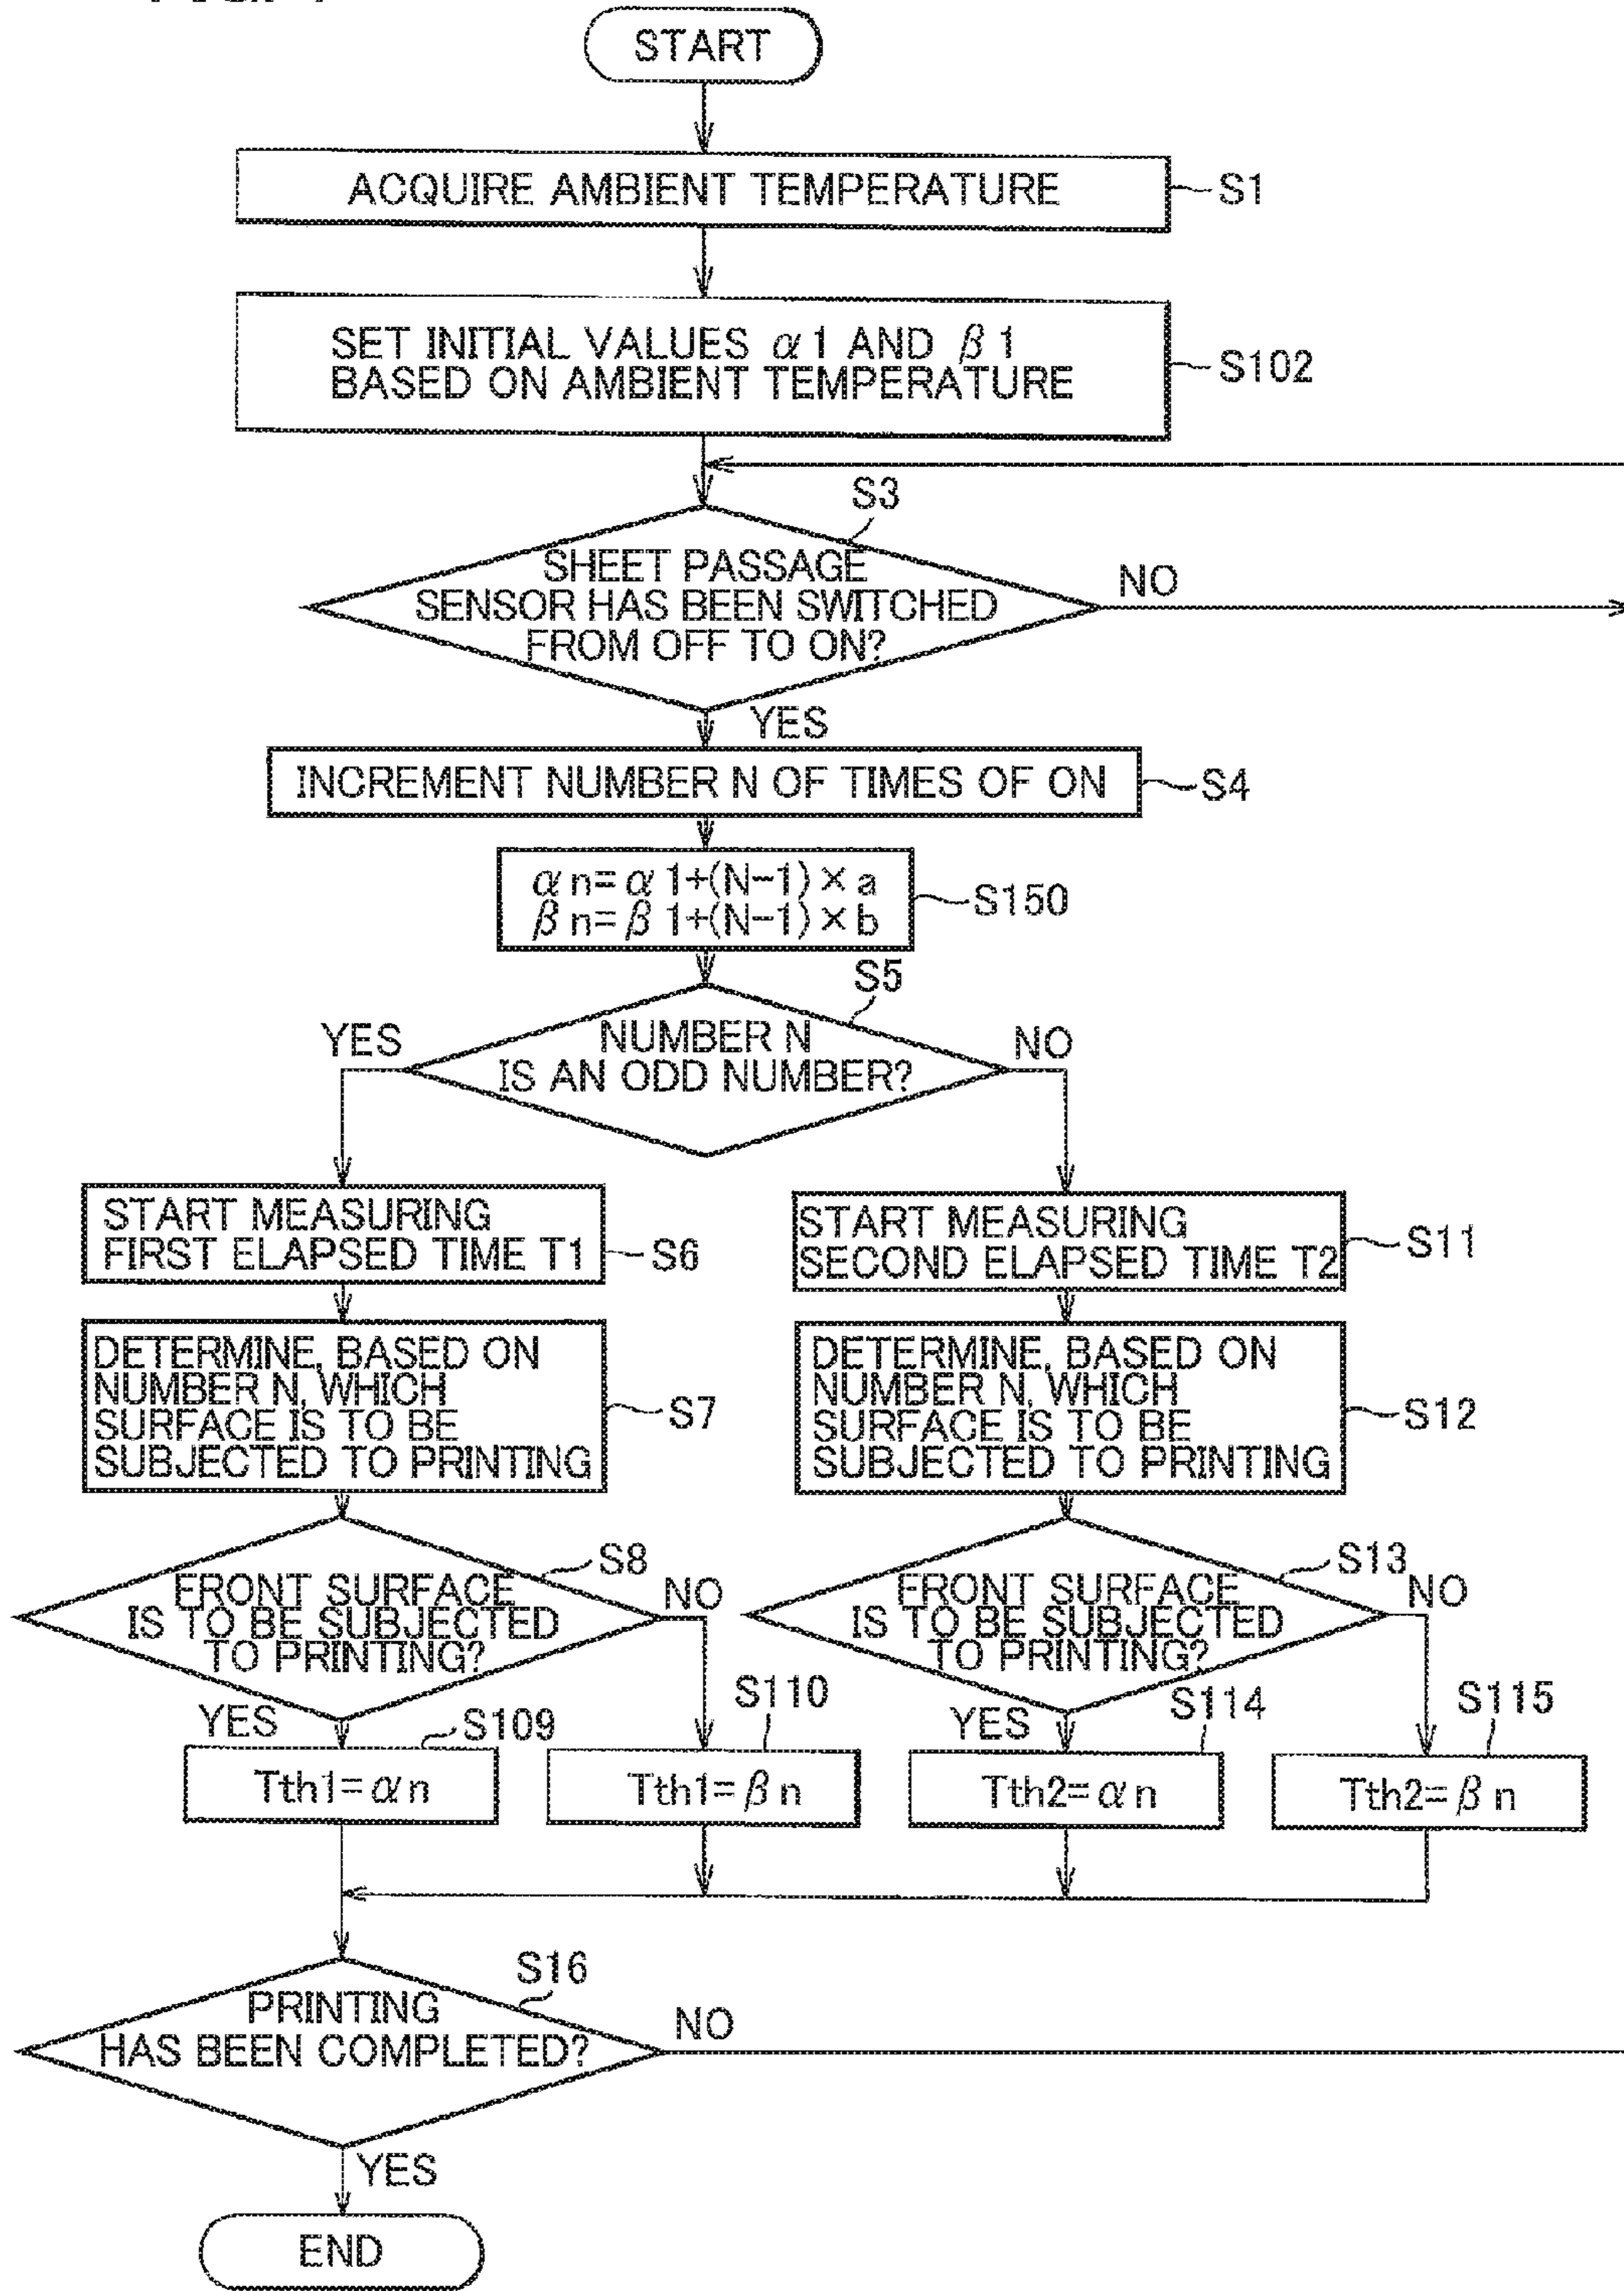 START
ACQUIRE AMBIENT TEMPERATURE
S1
SET INITIAL VALUES α1 AND β1
BASED ON AMBIENT TEMPERATURE
S102
S3
SHEET PASSAGE
SENSOR HAS BEEN SWITCHED
FROM OFF TO ON?
NO
YES
INCREMENT NUMBER N OF TIMES OF ON
S4
αn=α1+(N-1)×a
βn=β1+(N-1)×b
S150
S5
NUMBER N
IS AN ODD NUMBER?
YES
NO
START MEASURING
FIRST ELAPSED TIME T1
S6
START MEASURING
SECOND ELAPSED TIME T2
S11
DETERMINE, BASED ON
NUMBER N, WHICH
SURFACE IS TO BE
SUBJECTED TO PRINTING
S7
DETERMINE, BASED ON
NUMBER N, WHICH
SURFACE IS TO BE
SUBJECTED TO PRINTING
S12
S8
FRONT SURFACE
IS TO BE SUBJECTED
TO PRINTING?
NO
YES
S13
FRONT SURFACE
IS TO BE SUBJECTED
TO PRINTING?
NO
YES
S109
Tth1=αn
S110
Tth1=βn
S114
Tth2=αn
S115
Tth2=βn
S16
PRINTING
HAS BEEN COMPLETED?
NO
YES
END